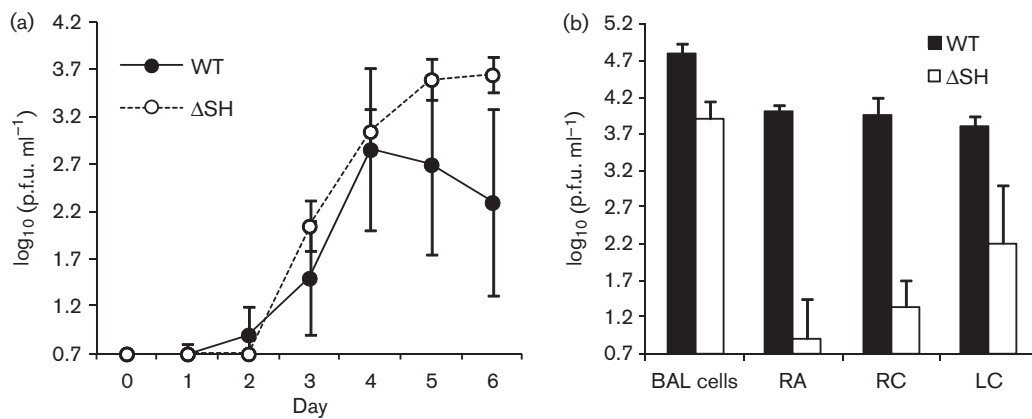 (a)
4.2
3.7
3.2
2.7
2.2
1.7
1.2
0.7
log₁₀ (p.f.u. ml⁻¹)
WT
ΔSH
0 1 2 3 4 5 6
Day
(b)
5.2
4.7
4.2
3.7
3.2
2.7
2.2
1.7
1.2
0.7
log₁₀ (p.f.u. ml⁻¹)
WT
ΔSH
BAL cells RA RC LC